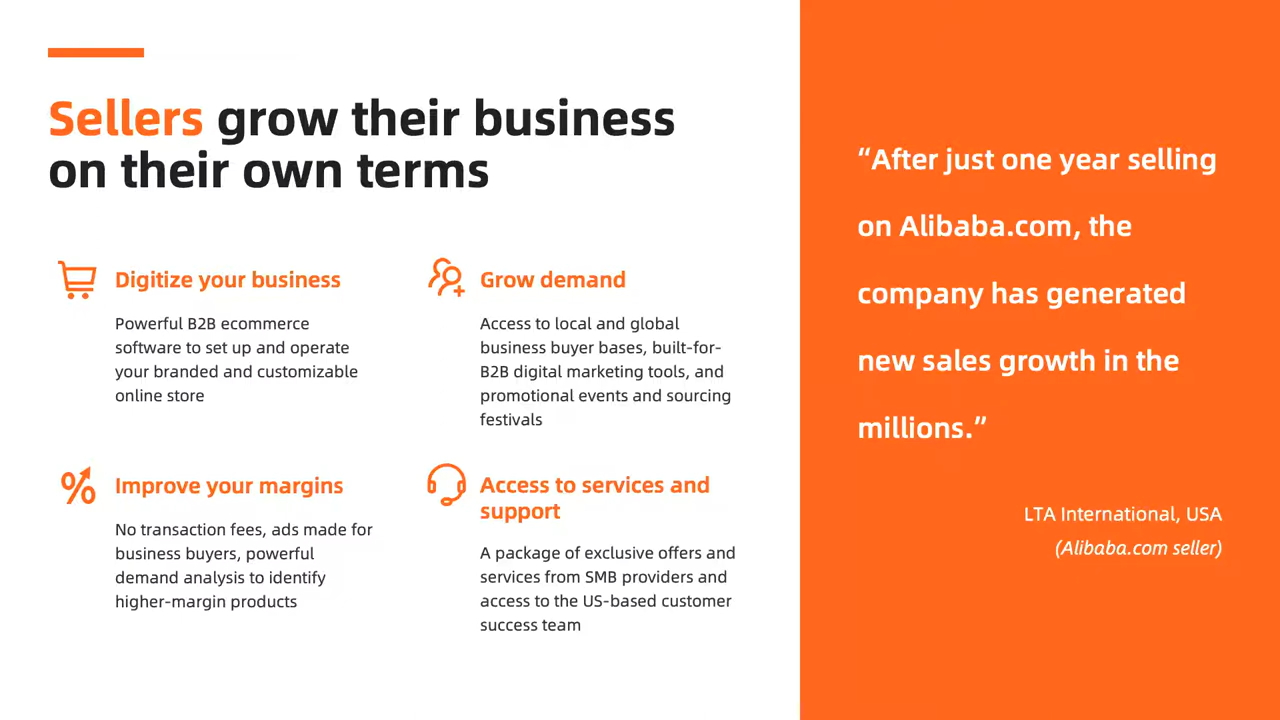 Sellers grow their business
on their own terms
Digitize your business
Powerful B2B ecommerce
software to set up and operate
your branded and customizable
online store
Grow demand
Access to local and global
business buyer bases, built-for-
B2B digital marketing tools, and
promotional events and sourcing
festivals
Improve your margins
No transaction fees, ads made for
business buyers, powerful
demand analysis to identify
higher-margin products
Access to services and
support
A package of exclusive offers and
services from SMB providers and
access to the US-based customer
success team
“After just one year selling
on Alibaba.com, the
company has generated
new sales growth in the
millions.”
LTA International, USA
(Alibaba.com seller)